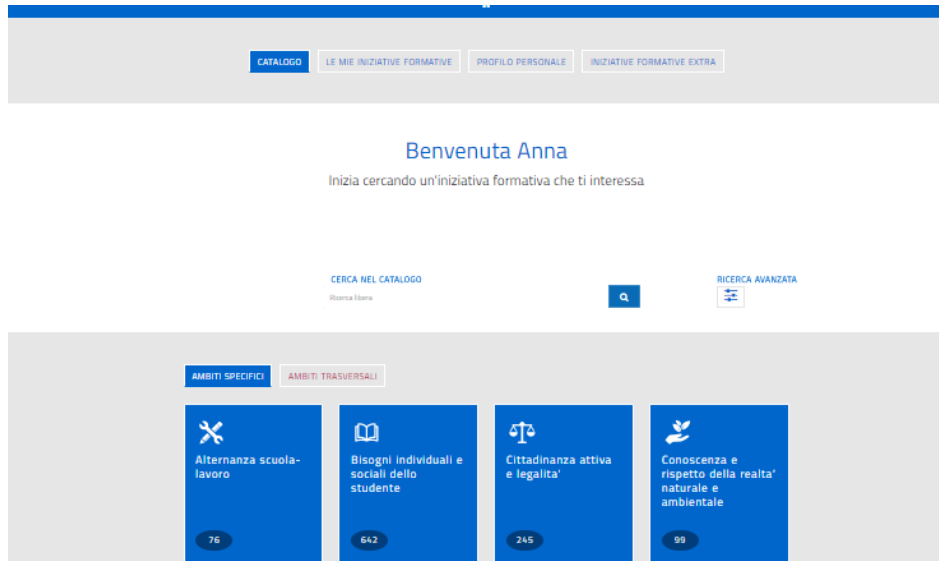 CATALOGO
LE MIE INIZIATIVE FORMATIVE
PROFILO PERSONALE
INIZIATIVE FORMATIVE EXTRA
Benvenuta Anna
Inizia cercando un'iniziativa formativa che ti interessa
CERCA NEL CATALOGO
Ricerca libera
RICERCA AVANZATA
AMBITI SPECIFICI
AMBITI TRASVERSALI
Alternanza scuola-
lavoro
76
Bisogni individuali e
sociali dello
studente
642
Cittadinanza attiva
e legalita'
245
Conoscenza e
rispetto della realta'
naturale e
ambientale
99